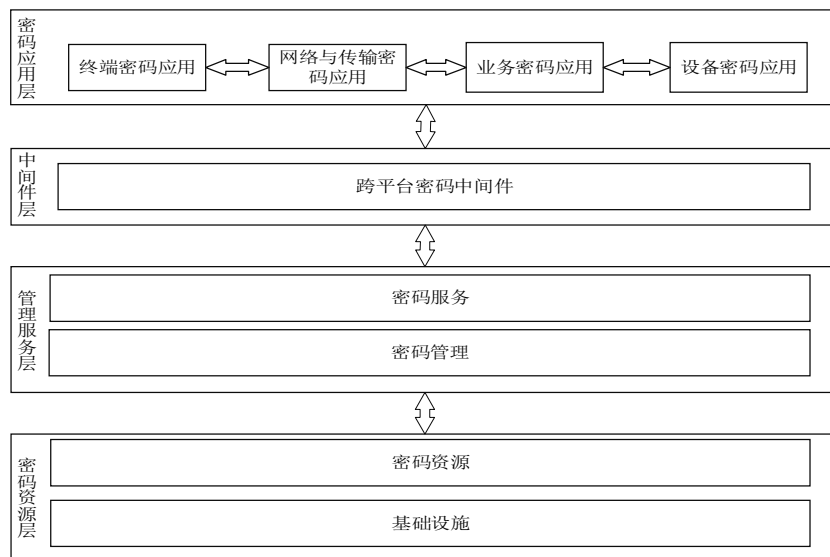 密码应用层
终端密码应用
网络与传输密
码应用
业务密码应用
设备密码应用
中间件层
跨平台密码中间件
管理服务层
密码服务
密码管理
密码资源层
密码资源
基础设施